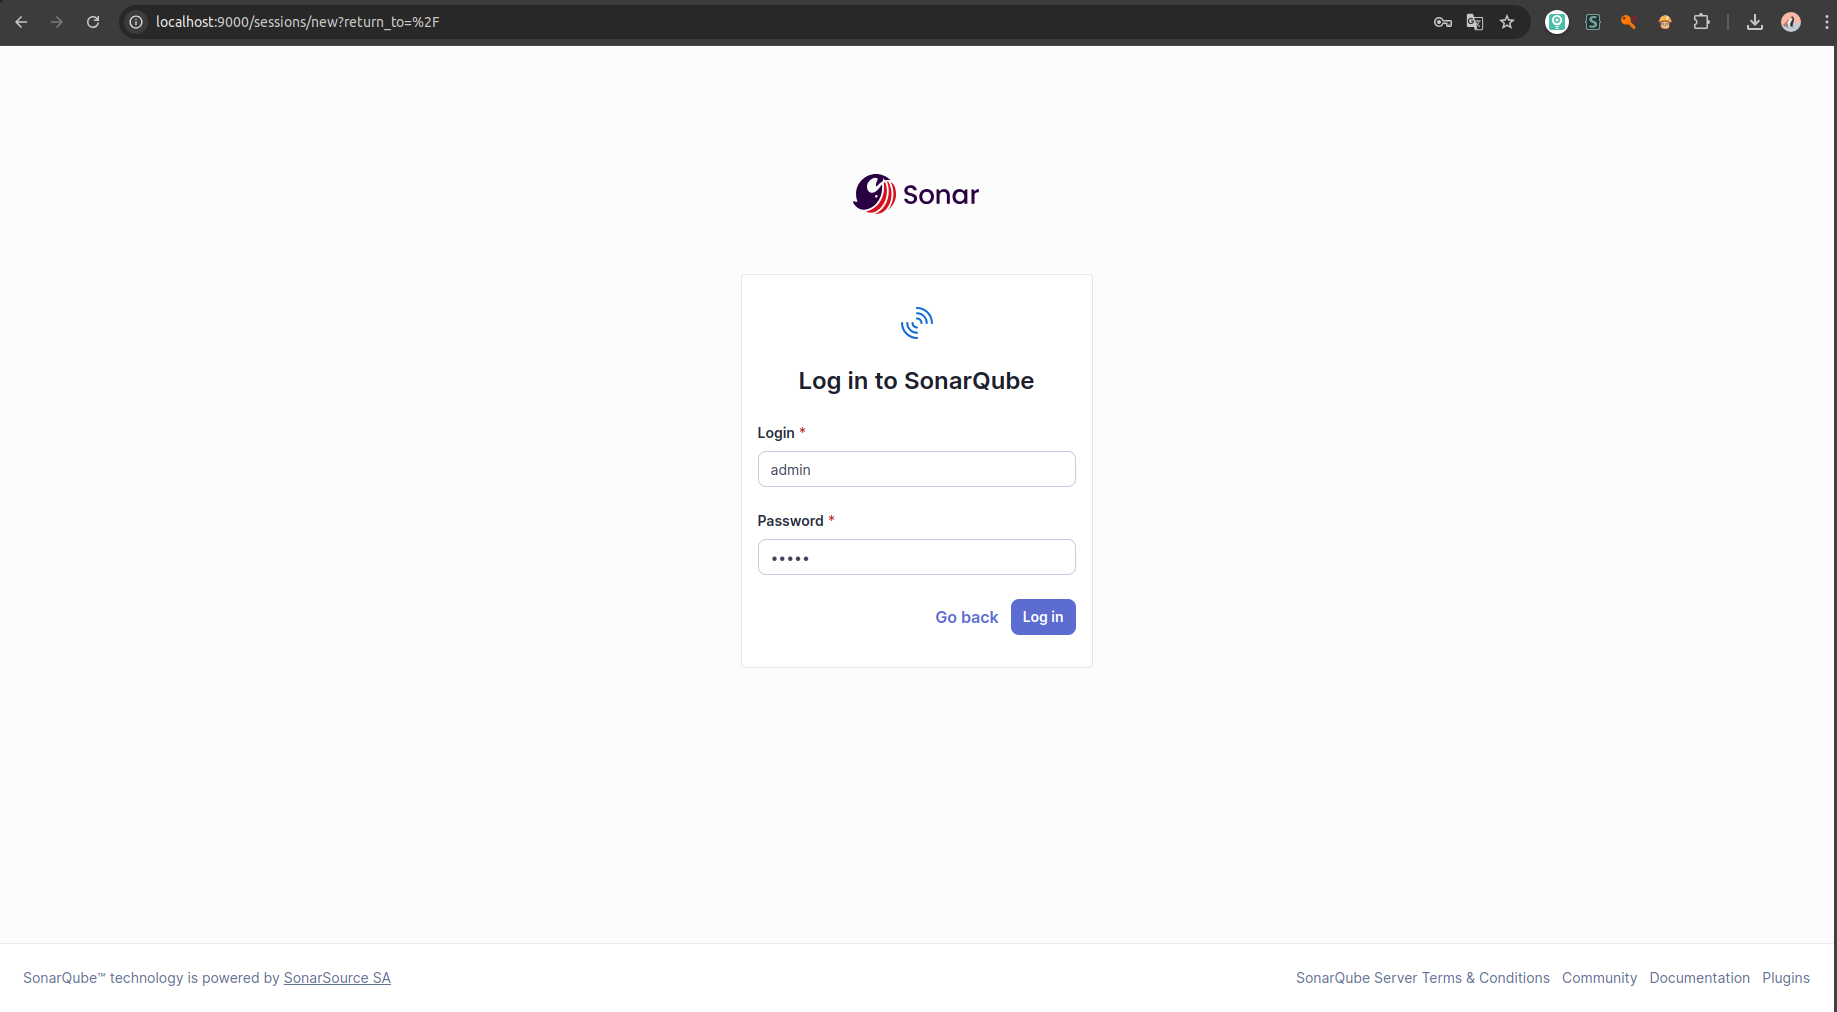 localhost:9000/sessions/new?return_to=%2F
Sonar
Log in to SonarQube
Login *
admin
Password *
•••••
Go back Log in
SonarQube™ technology is powered by SonarSource SA
SonarQube Server Terms & Conditions Community Documentation Plugins